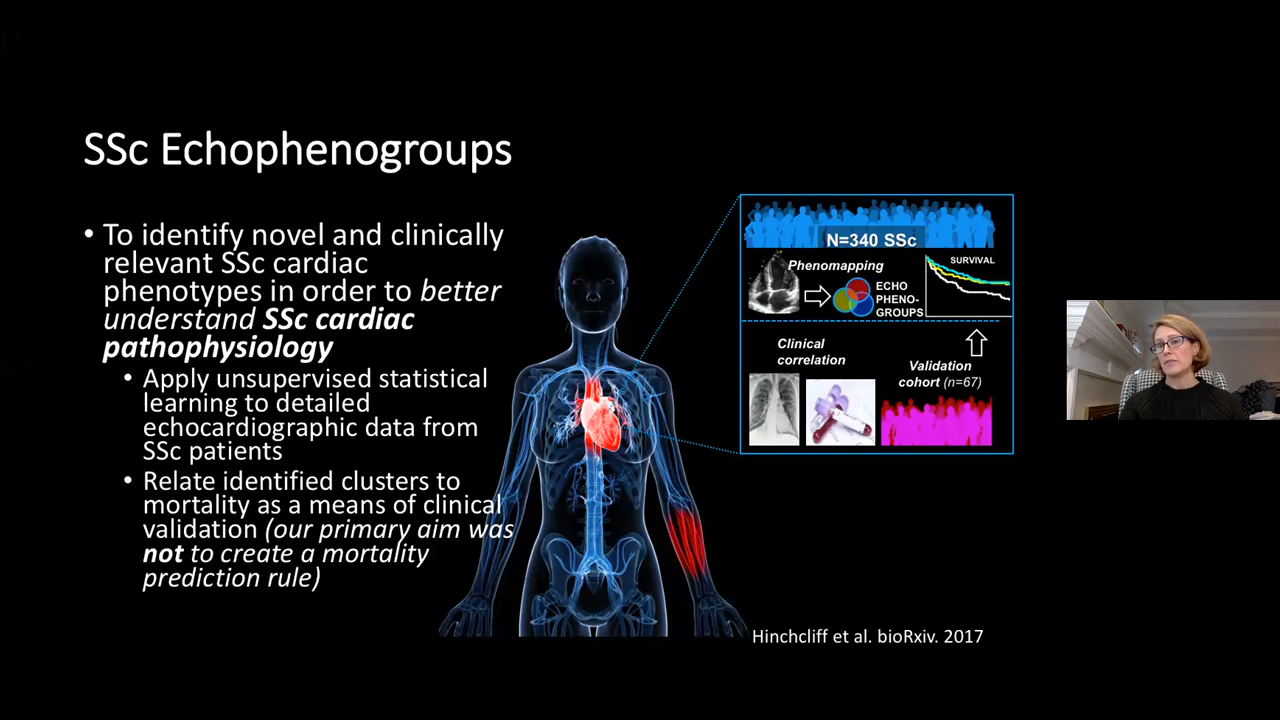 SSc Echophenogroups
• To identify novel and clinically
relevant SSc cardiac
phenotypes in order to better
understand SSc cardiac
pathophysiology
• Apply unsupervised statistical
learning to detailed
echocardiographic data from
SSc patients
• Relate identified clusters to
mortality as a means of clinical
validation (our primary aim was
not to create a mortality
prediction rule)
N=340 SSc
Phenomapping
ECHO
PHENO-
GROUPS
SURVIVAL
Clinical
correlation
Validation
cohort (n=67)
Hinchcliff et al. bioRxiv. 2017